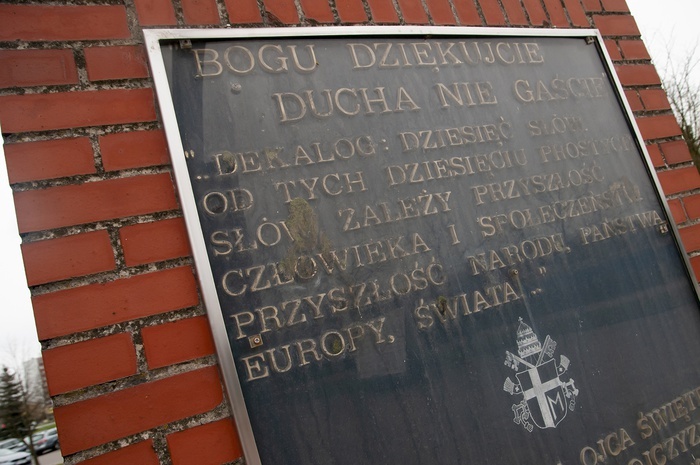 BOGU DZIĘKUJCIE
DUCHA NIE GAŚCIE
„DEKALOG: DZIESIĘĆ SŁÓW.
OD TYCH DZIESIĘCIU PROSTYCH
SŁÓW ZALEŻY PRZYSZŁOŚĆ
CZŁOWIEKA I SPOŁECZEŃSTW.
PRZYSZŁOŚĆ NARODU, PAŃSTWA,
EUROPY, ŚWIATA..."
M
OJCA ŚWIĘTE